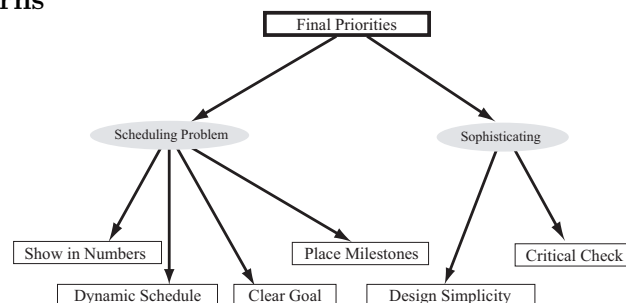 Final Priorities
Scheduling Problem
Sophisticating
Show in Numbers
Place Milestones
Critical Check
Dynamic Schedule
Clear Goal
Design Simplicity